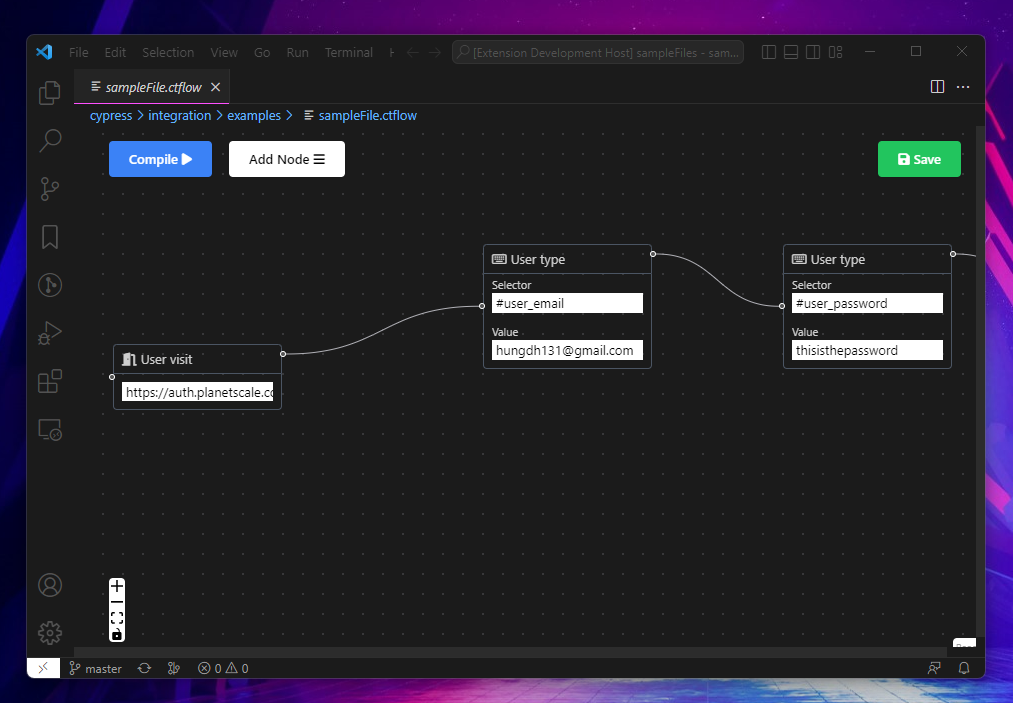 File Edit Selection View Go Run Terminal
[Extension Development Host] sampleFiles - sam...
sampleFile.ctflow
cypress > integration > examples > sampleFile.ctflow
Compile
Add Node
Save
User type
Selector
#user_email
Value
hungdh131@gmail.com
User type
Selector
#user_password
Value
thisisthepassword
User visit
https://auth.planetscale.co
master
0
0